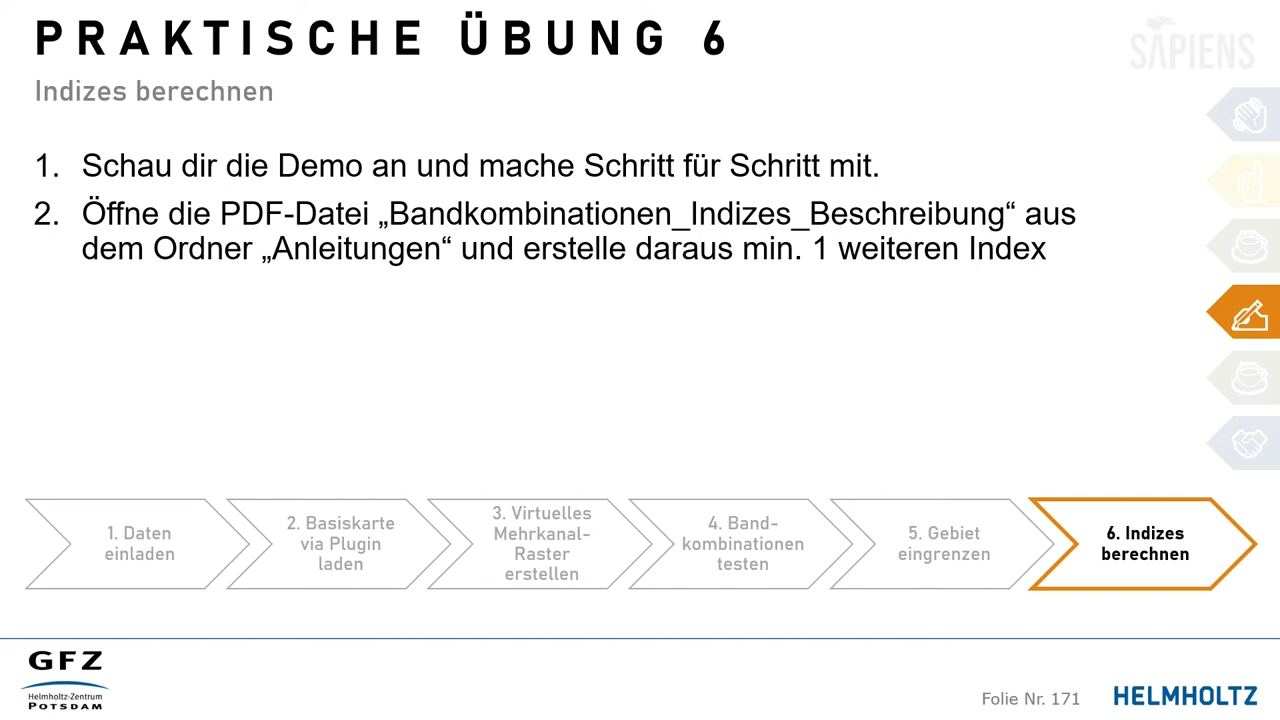 PRAKTISCHE ÜBUNG 6
SAPIENS
Indizes berechnen
1. Schau dir die Demo an und mache Schritt für Schritt mit.
2. Öffne die PDF-Datei „Bandkombinationen_Indizes_Beschreibung“ aus
dem Ordner „Anleitungen“ und erstelle daraus min. 1 weiteren Index
1. Daten
einladen
2. Basiskarte
via Plugin
laden
3. Virtuelles
Mehrkanal-
Raster
erstellen
4. Band-
kombinationen
testen
5. Gebiet
eingrenzen
6. Indizes
berechnen
GFZ
Helmholtz-Zentrum
POTSDAM
Folie Nr. 171
HELMHOLTZ